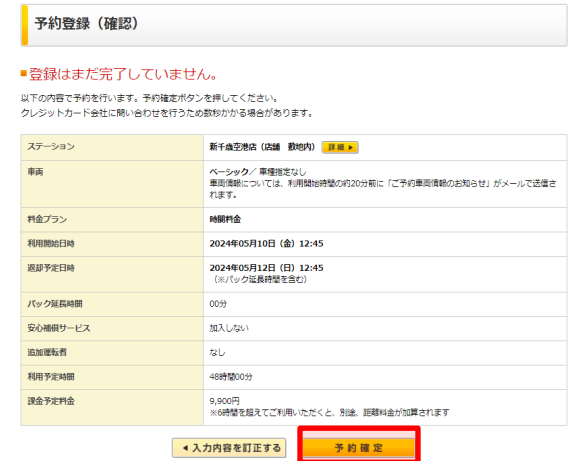 予約登録（確認）
登録はまだ完了していません。
以下の内容で予約を行います。予約確定ボタンを押してください。
クレジットカード会社に問い合わせを行うため数秒かかる場合があります。
ステーション
新千歳空港店（店舗　敷地内） 詳細
車両
ベーシック／ 車種指定なし
車両情報については、利用開始時間の約20分前に「ご予約車両情報のお知らせ」がメールで送信さ
れます。
料金プラン
時間料金
利用開始日時
2024年05月10日（金）12:45
返却予定日時
2024年05月12日（日）12:45
（※パック延長時間を含む）
パック延長時間
00分
安心補償サービス
加入しない
追加運転者
なし
利用予定時間
48時間00分
課金予定料金
9,900円
※6時間を超えてご利用いただくと、別途、距離料金が加算されます
入力内容を訂正する
予約確定